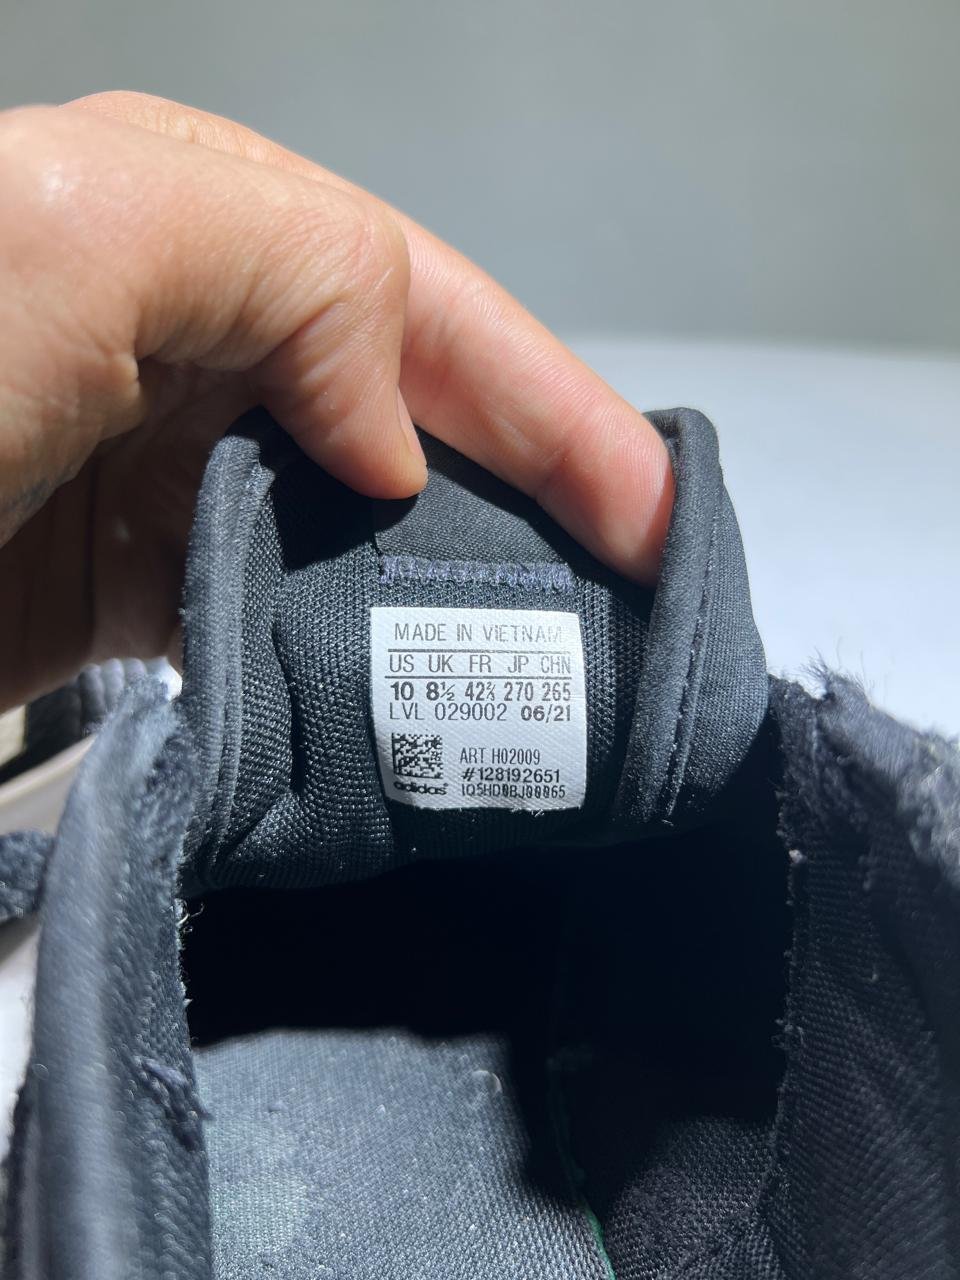 MADE IN VIETNAM
US UK FR JP CHN
10 8½ 42⅔ 270 265
LVL 029002 06/21
ART H02009
#128192651
adidas 1Q5HD0BJ00065